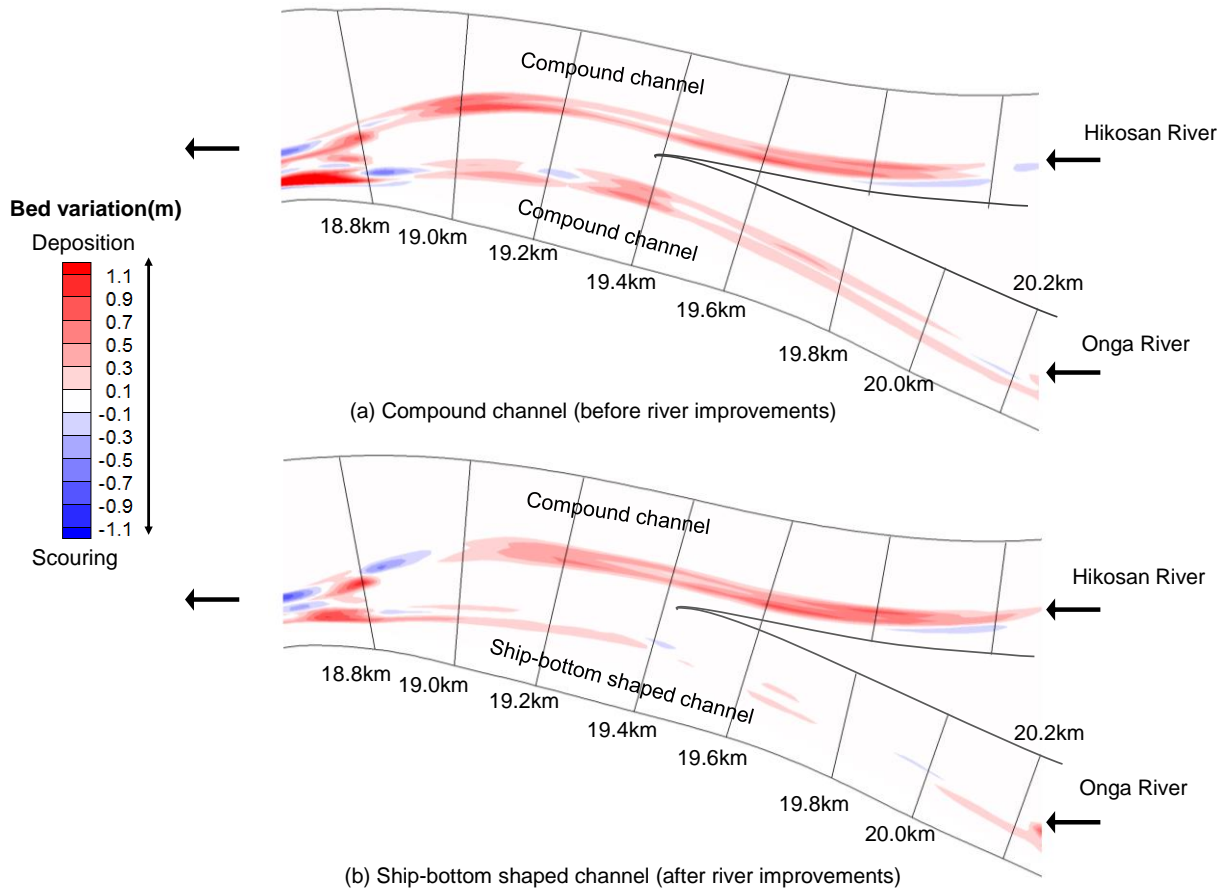 Compound channel
Hikosan River
Bed variation(m)
Deposition
1.1
0.9
0.7
0.5
0.3
0.1
-0.1
-0.3
-0.5
-0.7
-0.9
-1.1
Scouring
Compound channel
18.8km
19.0km
19.2km
19.4km
19.6km
19.8km
20.0km
20.2km
Onga River
(a) Compound channel (before river improvements)
Compound channel
Hikosan River
Ship-bottom shaped channel
18.8km
19.0km
19.2km
19.4km
19.6km
19.8km
20.0km
20.2km
Onga River
(b) Ship-bottom shaped channel (after river improvements)